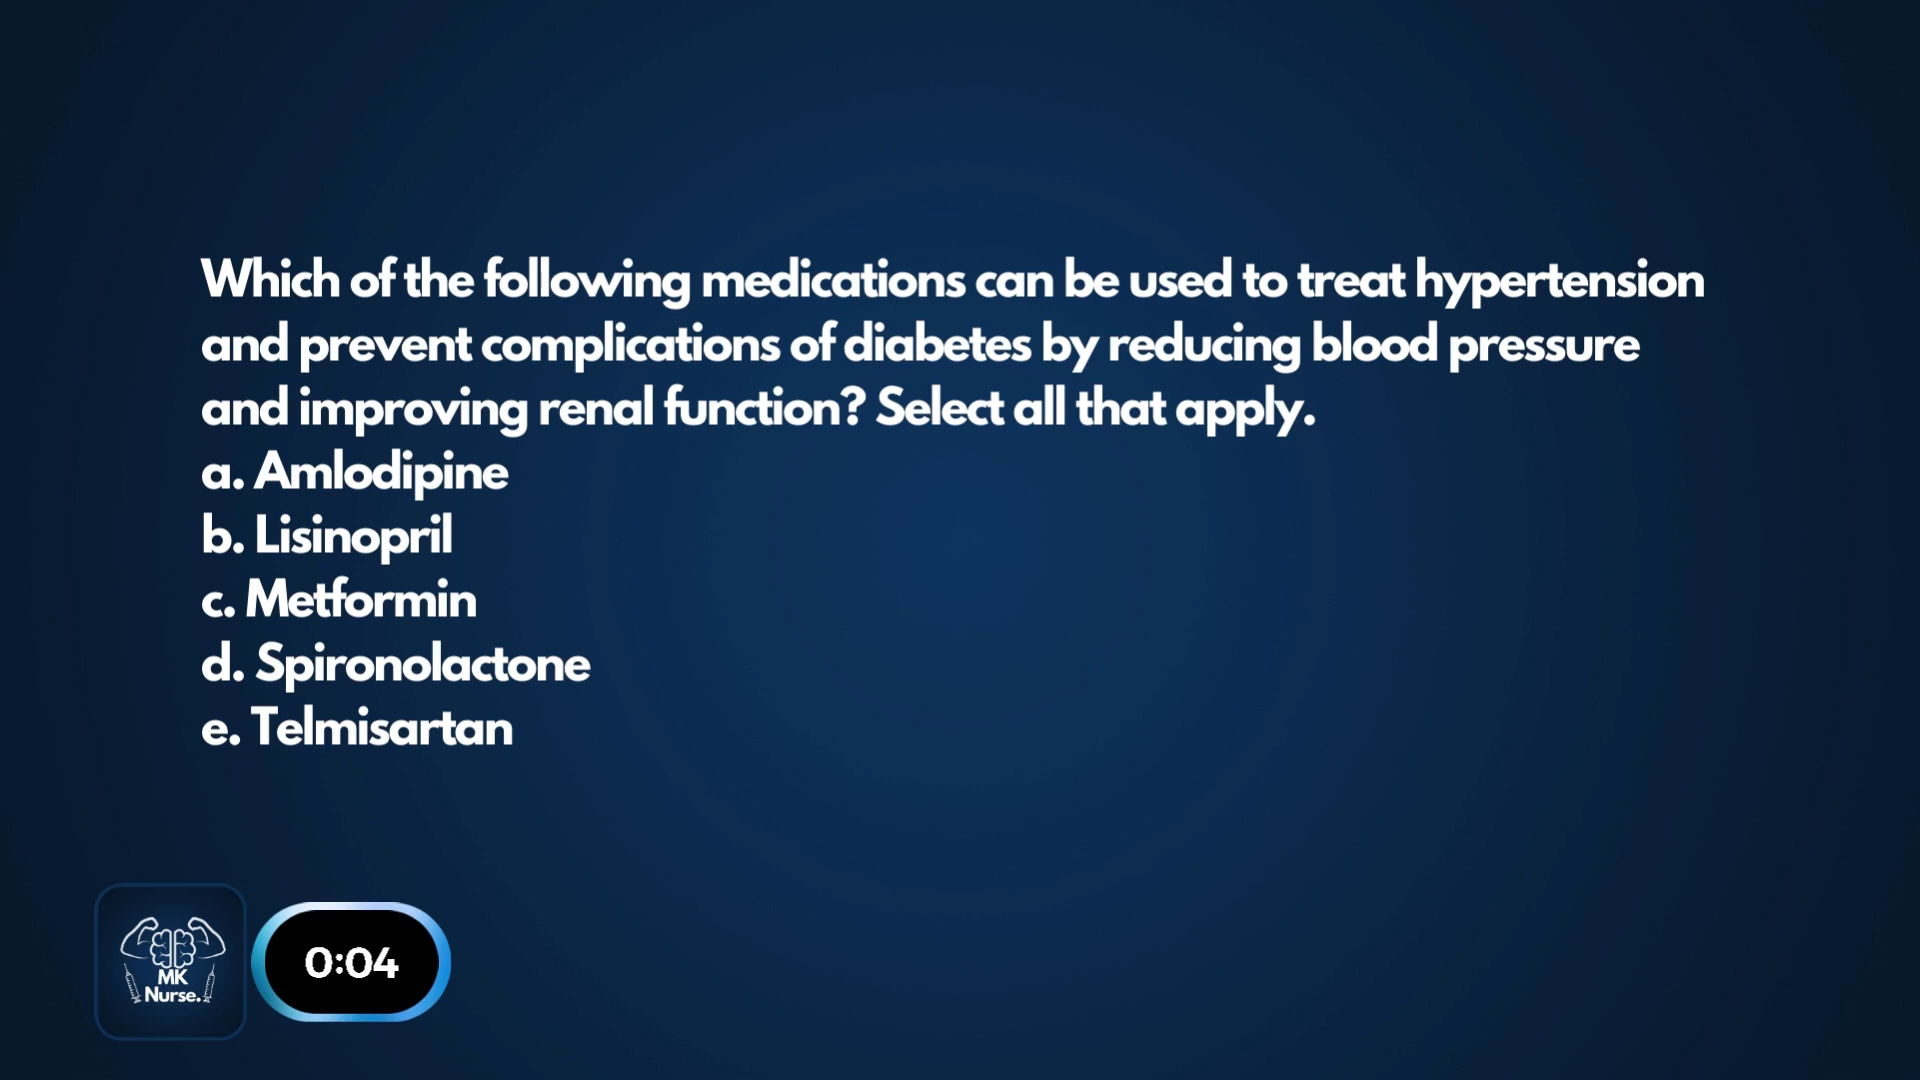 Which of the following medications can be used to treat hypertension
and prevent complications of diabetes by reducing blood pressure
and improving renal function? Select all that apply.
a. Amlodipine
b. Lisinopril
c. Metformin
d. Spironolactone
e. Telmisartan
MK
Nurse.
0:04